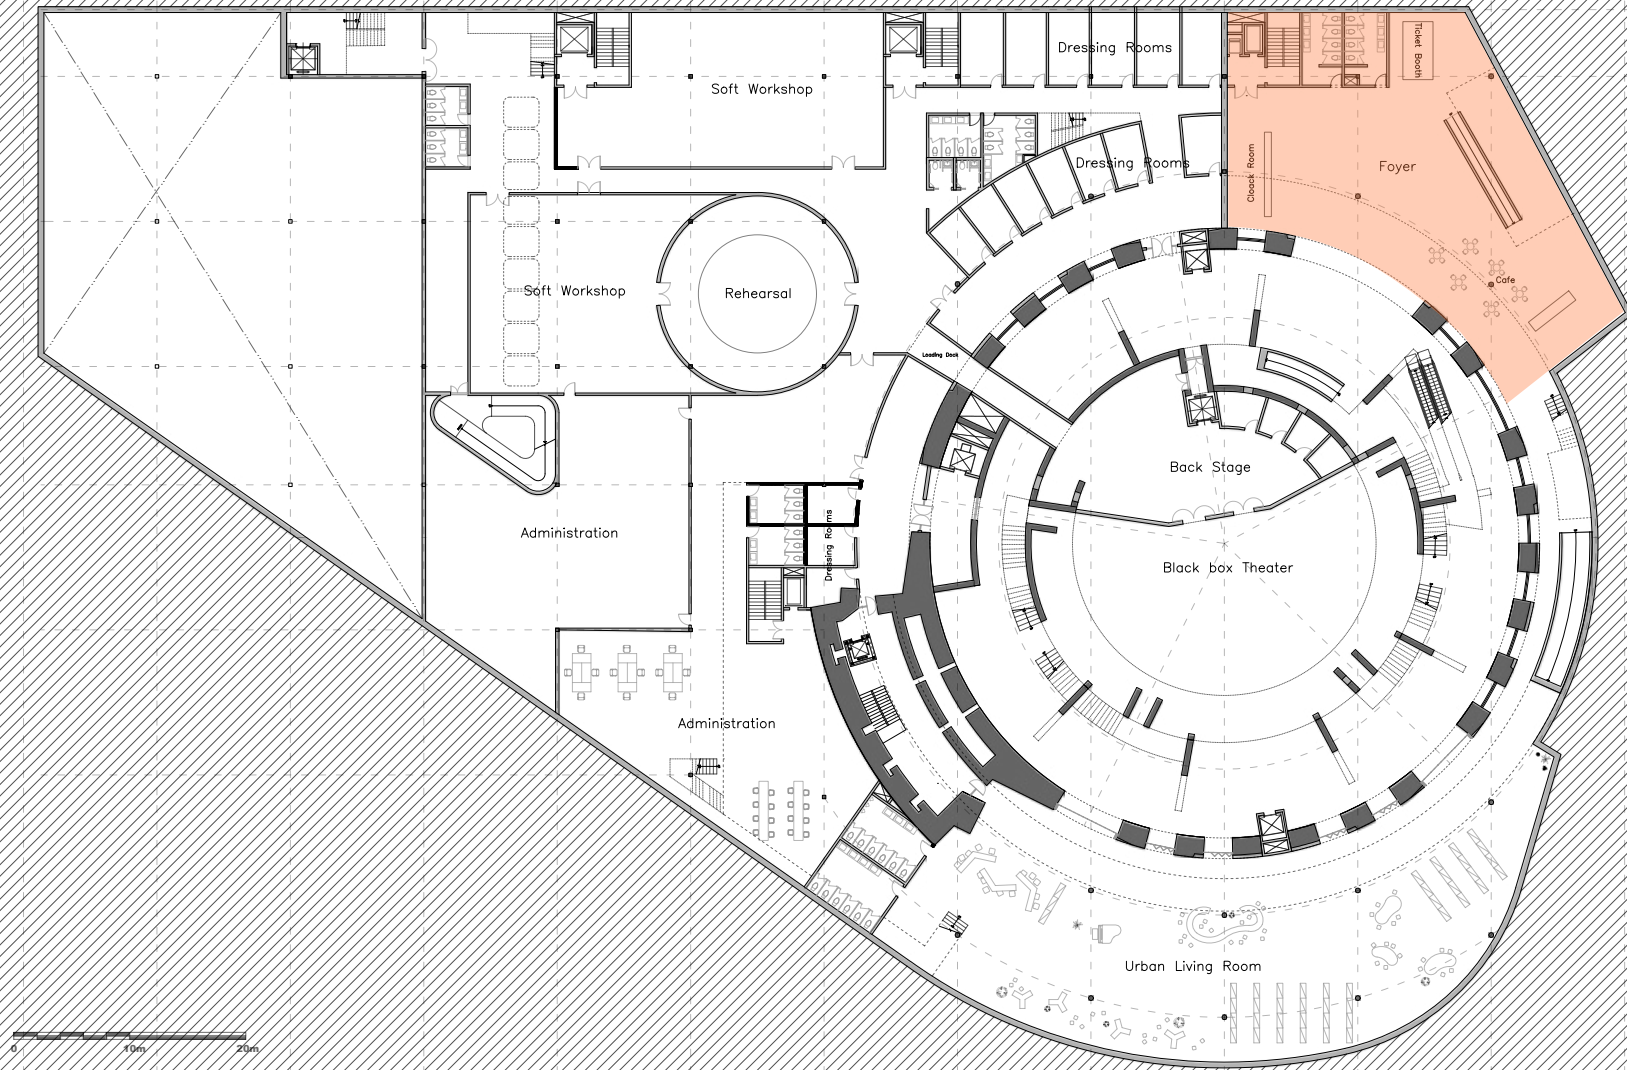 Dressing Rooms
Ticket Booth
Soft Workshop
Dressing Rooms
Cloack Room
Foyer
Soft Workshop
Rehearsal
Cafe
Loading Dock
Back Stage
Administration
Dressing Rooms
Black box Theater
Administration
Urban Living Room
0 10m 20m